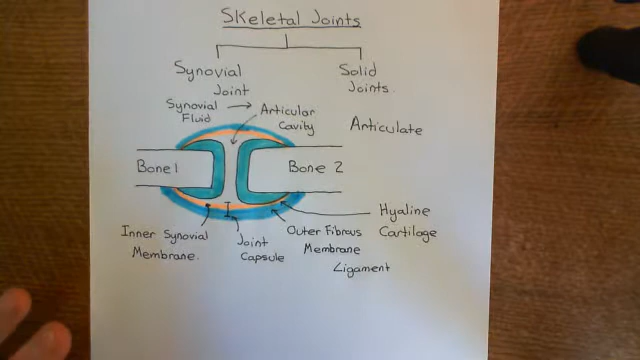 Skeletal Joints
Synovial
Joint
Solid
Joints.
Synovial
Fluid
Articular
Cavity
Articulate
Bone 1
Bone 2
Hyaline
Cartilage
Inner Synovial
Membrane.
Joint
Capsule
Outer Fibrous
Membrane
Ligament